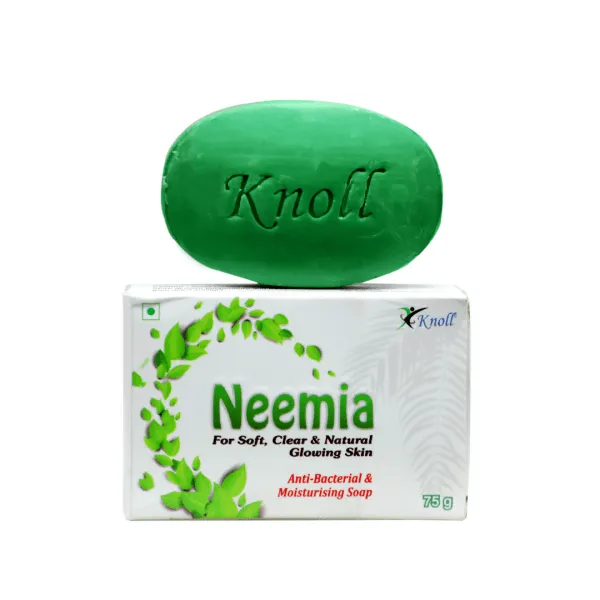 Knoll
Knoll®
Neemia
For Soft, Clear & Natural
Glowing Skin
Anti-Bacterial &
Moisturising Soap
75 g